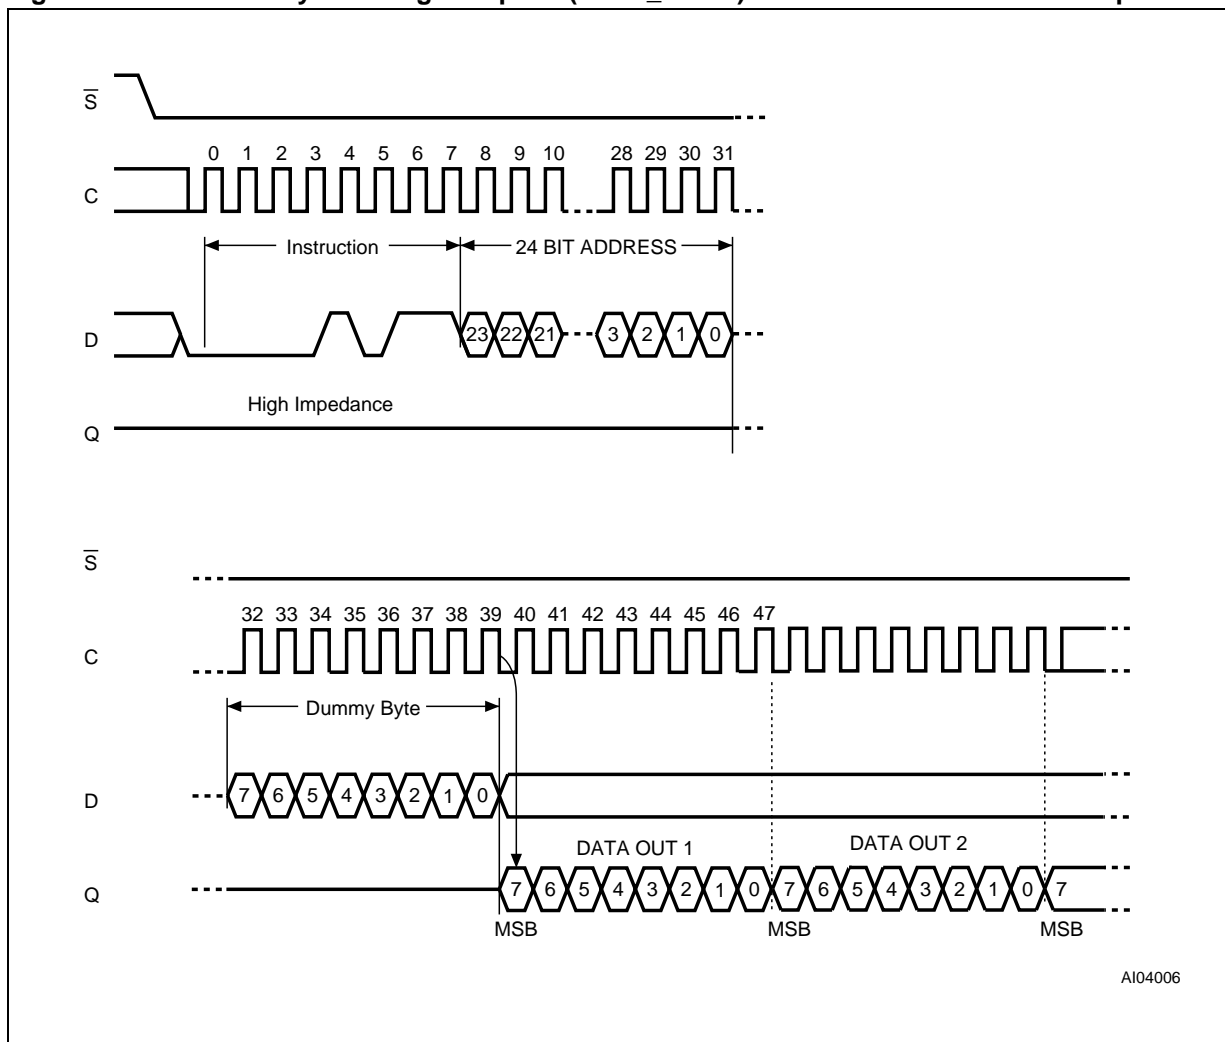 S
0 1 2 3 4 5 6 7 8 9 10 28 29 30 31
C
Instruction 24 BIT ADDRESS
D 23 22 21 3 2 1 0
High Impedance
Q
S
32 33 34 35 36 37 38 39 40 41 42 43 44 45 46 47
C
Dummy Byte
D 7 6 5 4 3 2 1 0
DATA OUT 1 DATA OUT 2
Q 7 6 5 4 3 2 1 0 7 6 5 4 3 2 1 0 7
MSB MSB MSB
AI04006